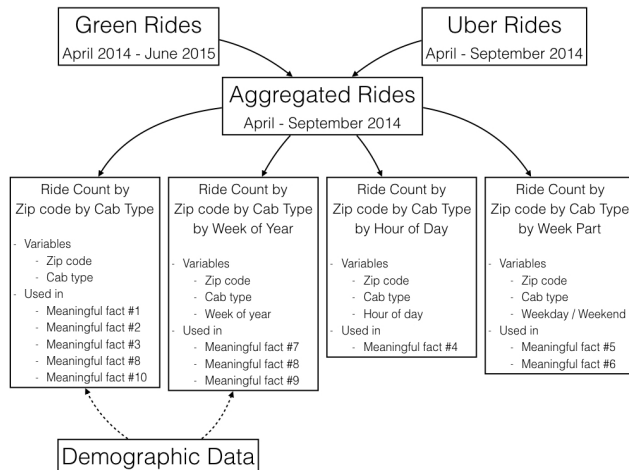 Green Rides
April 2014 - June 2015
Uber Rides
April - September 2014
Aggregated Rides
April - September 2014
Ride Count by
Zip code by Cab Type
- Variables
- Zip code
- Cab type
- Used in
- Meaningful fact #1
- Meaningful fact #2
- Meaningful fact #3
- Meaningful fact #8
- Meaningful fact #10
Ride Count by
Zip code by Cab Type
by Week of Year
- Variables
- Zip code
- Cab type
- Week of year
- Used in
- Meaningful fact #7
- Meaningful fact #8
- Meaningful fact #9
Ride Count by
Zip code by Cab Type
by Hour of Day
- Variables
- Zip code
- Cab type
- Hour of day
- Used in
- Meaningful fact #4
Ride Count by
Zip code by Cab Type
by Week Part
- Variables
- Zip code
- Cab type
- Weekday / Weekend
- Used in
- Meaningful fact #5
- Meaningful fact #6
Demographic Data